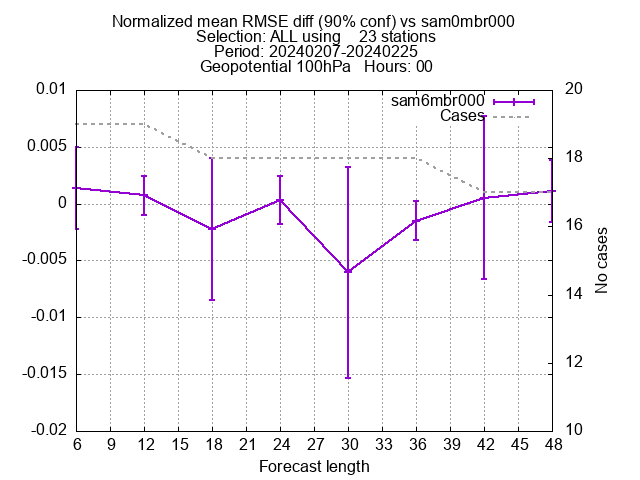 Normalized mean RMSE diff (90% conf) vs sam0mbr000
Selection: ALL using    23 stations
Period: 20240207-20240225
Geopotential 100hPa   Hours: 00
sam6mbr000
Cases
0.01
0.005
0
-0.005
-0.01
-0.015
-0.02
20
18
16
14
12
10
No cases
6 9 12 15 18 21 24 27 30 33 36 39 42 45 48
Forecast length